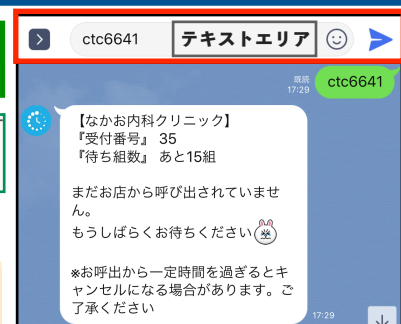 ctc6641
テキストエリア
既読
17:29
ctc6641
【なかお内科クリニック】
『受付番号』 35
『待ち組数』 あと15組
まだお店から呼び出されていませ
ん。
もうしばらくお待ちください
※お呼出から一定時間を過ぎるとキ
ャンセルになる場合があります。ご
了承ください
17:29